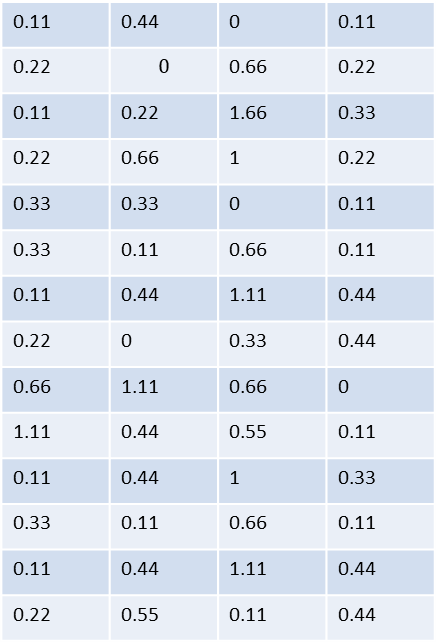 0.11 0.44 0 0.11
0.22 0 0.66 0.22
0.11 0.22 1.66 0.33
0.22 0.66 1 0.22
0.33 0.33 0 0.11
0.33 0.11 0.66 0.11
0.11 0.44 1.11 0.44
0.22 0 0.33 0.44
0.66 1.11 0.66 0
1.11 0.44 0.55 0.11
0.11 0.44 1 0.33
0.33 0.11 0.66 0.11
0.11 0.44 1.11 0.44
0.22 0.55 0.11 0.44